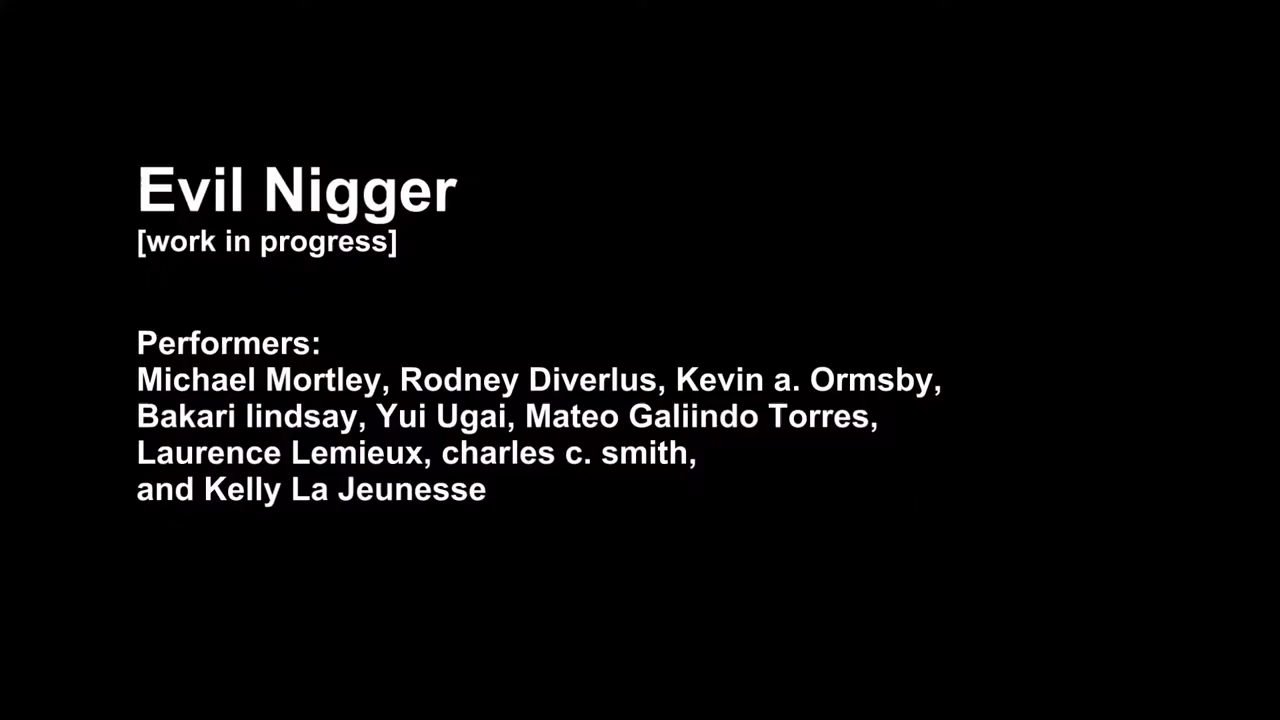 Evil Nigger
[work in progress]
Performers:
Michael Mortley, Rodney Diverlus, Kevin a. Ormsby,
Bakari lindsay, Yui Ugai, Mateo Galiindo Torres,
Laurence Lemieux, charles c. smith,
and Kelly La Jeunesse